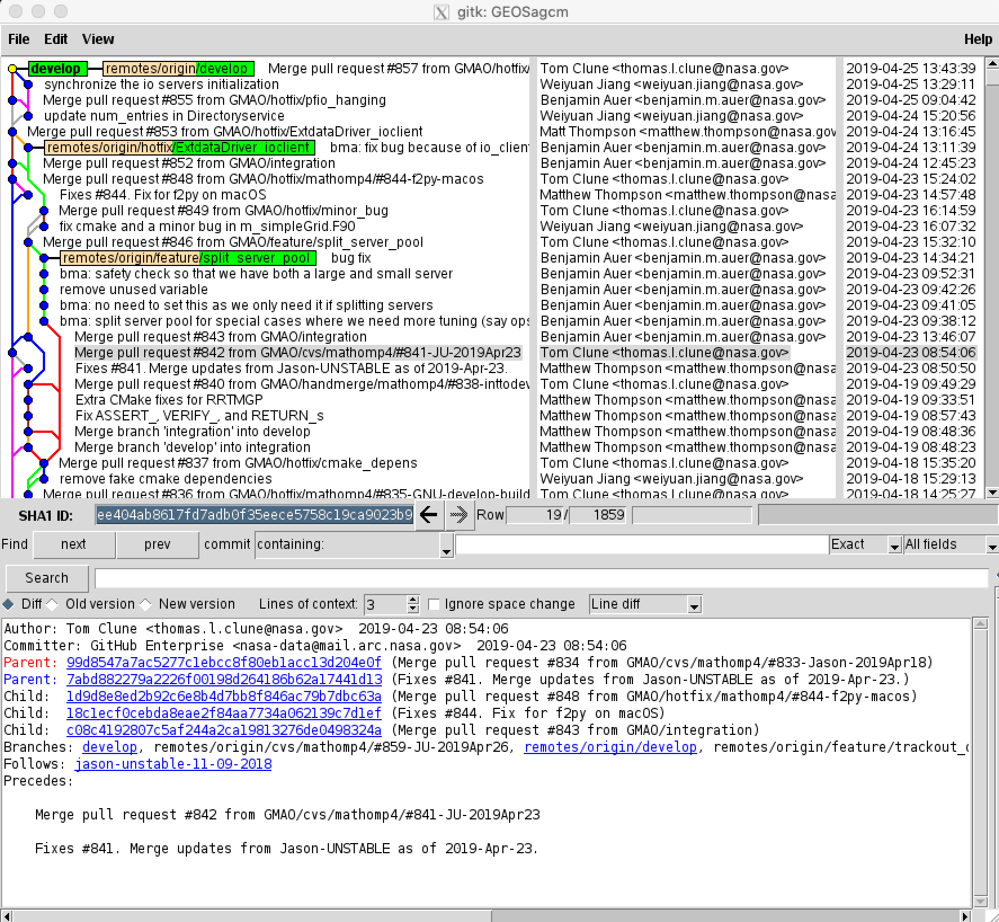 gitk: GEOSagcm
File Edit View Help
develop remotes/origin/develop Merge pull request #857 from GMAO/hotfix/ Tom Clune <thomas.l.clune@nasa.gov> 2019-04-25 13:43:39
synchronize the io servers initialization Weiyuan Jiang <weiyuan.jiang@nasa.gov> 2019-04-25 13:29:11
Merge pull request #855 from GMAO/hotfix/pfio_hanging Benjamin Auer <benjamin.m.auer@nasa.gov> 2019-04-25 09:04:42
update num_entries in Directoryservice Weiyuan Jiang <weiyuan.jiang@nasa.gov> 2019-04-24 15:20:56
Merge pull request #853 from GMAO/hotfix/ExtdataDriver_ioclient Matt Thompson <matthew.thompson@nasa.gov 2019-04-24 13:16:45
remotes/origin/hotfix/ExtdataDriver_ioclient bma: fix bug because of io_client Benjamin Auer <benjamin.m.auer@nasa.gov> 2019-04-24 13:11:39
Merge pull request #852 from GMAO/integration Benjamin Auer <benjamin.m.auer@nasa.gov> 2019-04-24 12:45:23
Merge pull request #848 from GMAO/hotfix/mathomp4/#844-f2py-macos Tom Clune <thomas.l.clune@nasa.gov> 2019-04-23 15:24:02
Fixes #844. Fix for f2py on macOS Matthew Thompson <matthew.thompson@nasa 2019-04-23 14:57:48
Merge pull request #849 from GMAO/hotfix/minor_bug Tom Clune <thomas.l.clune@nasa.gov> 2019-04-23 16:14:59
fix cmake and a minor bug in m_simpleGrid.F90 Weiyuan Jiang <weiyuan.jiang@nasa.gov> 2019-04-23 16:07:32
Merge pull request #846 from GMAO/feature/split_server_pool Tom Clune <thomas.l.clune@nasa.gov> 2019-04-23 15:32:10
remotes/origin/feature/split_server_pool bug fix Benjamin Auer <benjamin.m.auer@nasa.gov> 2019-04-23 14:34:21
bma: safety check so that we have both a large and small server Benjamin Auer <benjamin.m.auer@nasa.gov> 2019-04-23 09:52:31
remove unused variable Benjamin Auer <benjamin.m.auer@nasa.gov> 2019-04-23 09:42:26
bma: no need to set this as we only need it if splitting servers Benjamin Auer <benjamin.m.auer@nasa.gov> 2019-04-23 09:41:05
bma: split server pool for special cases where we need more tuning (say ops Benjamin Auer <benjamin.m.auer@nasa.gov> 2019-04-23 09:38:12
Merge pull request #843 from GMAO/integration Benjamin Auer <benjamin.m.auer@nasa.gov> 2019-04-23 13:46:07
Merge pull request #842 from GMAO/cvs/mathomp4/#841-JU-2019Apr23 Tom Clune <thomas.l.clune@nasa.gov> 2019-04-23 08:54:06
Fixes #841. Merge updates from Jason-UNSTABLE as of 2019-Apr-23. Matthew Thompson <matthew.thompson@nasa 2019-04-23 08:50:50
Merge pull request #840 from GMAO/handmerge/mathomp4/#838-inttodev Tom Clune <thomas.l.clune@nasa.gov> 2019-04-19 09:49:29
Extra CMake fixes for RRTMGP Matthew Thompson <matthew.thompson@nasa 2019-04-19 09:33:51
Fix ASSERT_, VERIFY_, and RETURN_s Matthew Thompson <matthew.thompson@nasa 2019-04-19 08:57:43
Merge branch 'integration' into develop Matthew Thompson <matthew.thompson@nasa 2019-04-19 08:48:36
Merge branch 'develop' into integration Matthew Thompson <matthew.thompson@nasa 2019-04-19 08:48:23
Merge pull request #837 from GMAO/hotfix/cmake_depens Tom Clune <thomas.l.clune@nasa.gov> 2019-04-18 15:35:20
remove fake cmake dependencies Weiyuan Jiang <weiyuan.jiang@nasa.gov> 2019-04-18 15:29:13
Merge pull request #836 from GMAO/hotfix/mathomp4/#835-GNU-develop-build Tom Clune <thomas.l.clune@nasa.gov> 2019-04-18 14:25:27
SHA1 ID: ee404ab8617fd7adb0f35eece5758c19ca9023b9 Row 19 / 1859
Find next prev commit containing: Exact All fields
Search
Diff Old version New version Lines of context: 3 Ignore space change Line diff
Author: Tom Clune <thomas.l.clune@nasa.gov> 2019-04-23 08:54:06
Committer: GitHub Enterprise <nasa-data@mail.arc.nasa.gov> 2019-04-23 08:54:06
Parent: 99d8547a7ac5277c1ebcc8f80eb1acc13d204e0f (Merge pull request #834 from GMAO/cvs/mathomp4/#833-Jason-2019Apr18)
Parent: 7abd882279a2226f00198d264186b62a17441d13 (Fixes #841. Merge updates from Jason-UNSTABLE as of 2019-Apr-23.)
Child: 1d9d8e8ed2b92c6e8b4d7bb8f846ac79b7dbc63a (Merge pull request #848 from GMAO/hotfix/mathomp4/#844-f2py-macos)
Child: 18c1ecf0cebda8eae2f84aa7734a062139c7d1ef (Fixes #844. Fix for f2py on macOS)
Child: c08c4192807c5af244a2ca19813276de0498324a (Merge pull request #843 from GMAO/integration)
Branches: develop, remotes/origin/cvs/mathomp4/#859-JU-2019Apr26, remotes/origin/develop, remotes/origin/feature/trackout_
Follows: jason-unstable-11-09-2018
Precedes:
Merge pull request #842 from GMAO/cvs/mathomp4/#841-JU-2019Apr23
Fixes #841. Merge updates from Jason-UNSTABLE as of 2019-Apr-23.